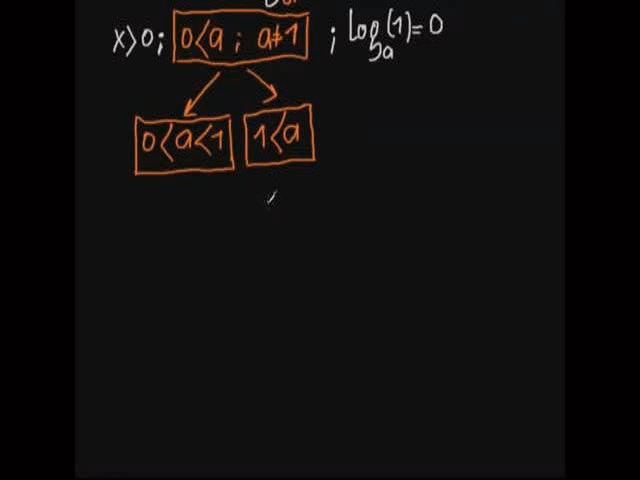 x>0; 0<a ; a≠1 ; log_a(1)=0
0<a<1 1<a